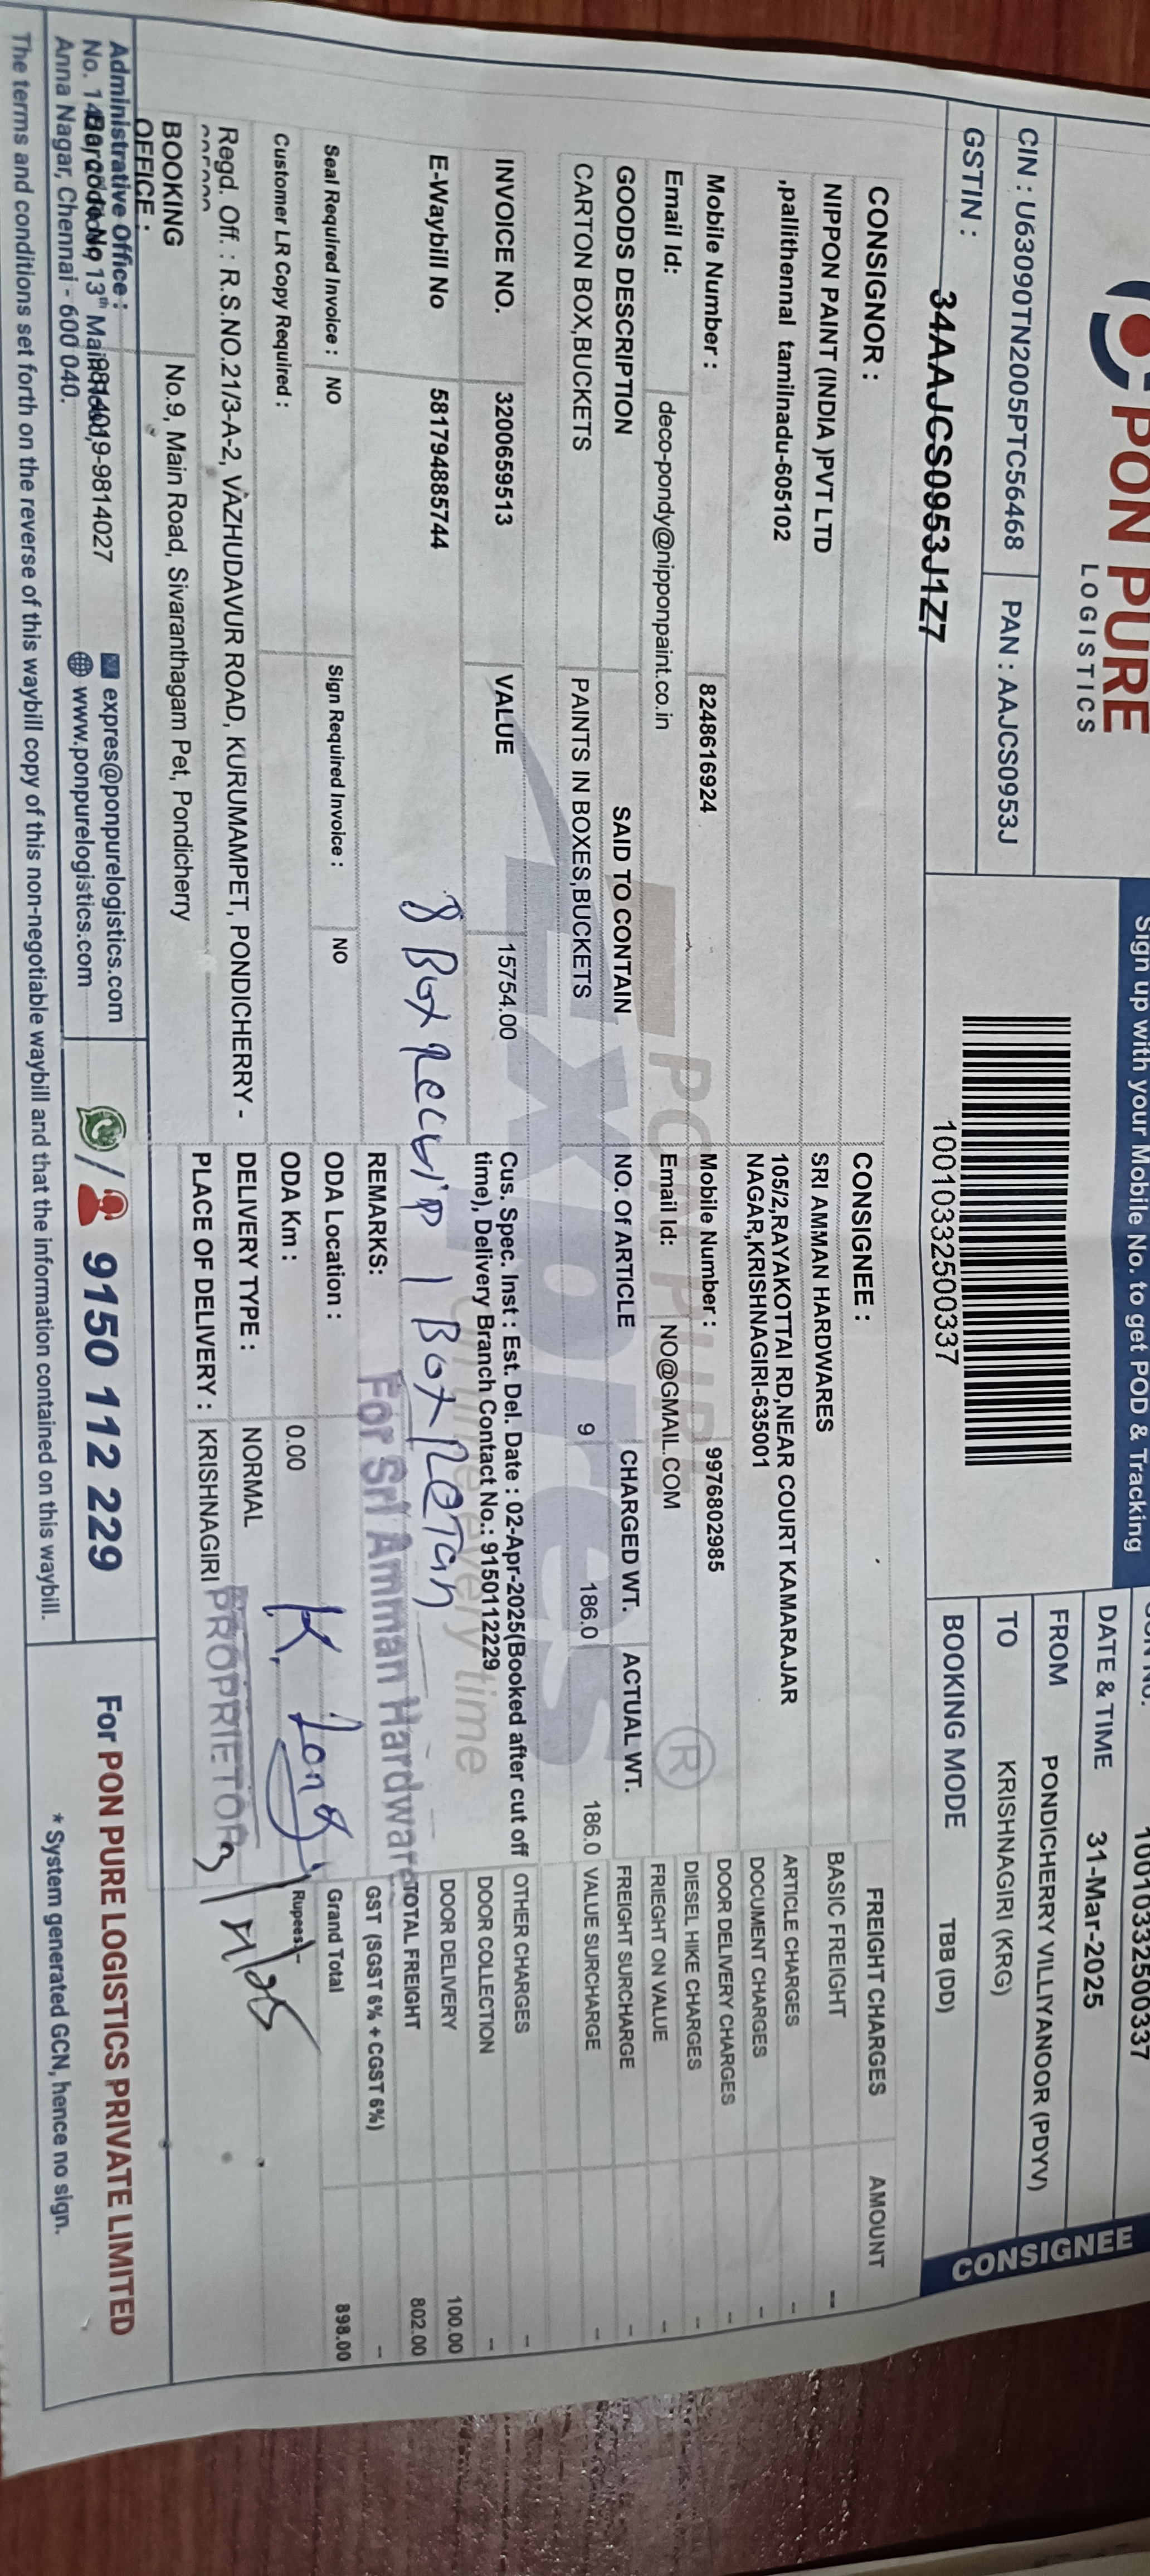 PON PURE
LOGISTICS
Sign up with your Mobile No. to get POD & Tracking
10010332500337
CIN : U63090TN2005PTC56468 PAN : AAJCS0953J
GSTIN : 34AAJCS0953J1Z7
10010332500337
DATE & TIME 31-Mar-2025
FROM PONDICHERRY VILLIYANOOR (PDYV)
TO KRISHNAGIRI (KRG)
BOOKING MODE TBB (DD)
CONSIGNEE
CONSIGNOR :
NIPPON PAINT (INDIA )PVT LTD
,pallithennal tamilnadu-605102
Mobile Number : 8248616924
Email Id: deco-pondy@nipponpaint.co.in
CONSIGNEE :
SRI AMMAN HARDWARES
105/2,RAYAKOTTAI RD,NEAR COURT KAMARAJAR
NAGAR,KRISHNAGIRI-635001
Mobile Number : 9976802985
Email Id: NO@GMAIL.COM
GOODS DESCRIPTION SAID TO CONTAIN NO. Of ARTICLE CHARGED WT. ACTUAL WT.
CARTON BOX,BUCKETS PAINTS IN BOXES,BUCKETS 9 186.0 186.0
INVOICE NO. 3200659513 VALUE 15754.00
Cus. Spec. Inst : Est. Del. Date : 02-Apr-2025(Booked after cut off
time), Delivery Branch Contact No.: 9150112229
E-Waybill No 581794885744
8 Box 1 Box
REMARKS:
For Sri Amman Hardwares
Seal Required Invoice : NO Sign Required Invoice : NO
ODA Location :
Customer LR Copy Required :
ODA Km : 0.00
Regd. Off. : R.S.NO.21/3-A-2, VAZHUDAVUR ROAD, KURUMAMPET, PONDICHERRY -
DELIVERY TYPE : NORMAL
K.
BOOKING
OFFICE : No.9, Main Road, Sivaranthagam Pet, Pondicherry
PLACE OF DELIVERY : KRISHNAGIRI
PROPRIETOR
FREIGHT CHARGES AMOUNT
BASIC FREIGHT --
ARTICLE CHARGES --
DOCUMENT CHARGES --
DOOR DELIVERY CHARGES --
DIESEL HIKE CHARGES --
FRIEGHT ON VALUE --
FREIGHT SURCHARGE --
VALUE SURCHARGE --
OTHER CHARGES --
DOOR COLLECTION --
DOOR DELIVERY 100.00
TOTAL FREIGHT 802.00
GST (SGST 6% + CGST 6%) --
Grand Total 898.00
Rupees:-
PON PURE
Expres
®
Administrative Office :
Barcode No 9814019-9814027
Anna Nagar, Chennai - 600 040.
expres@ponpurelogistics.com
www.ponpurelogistics.com
9150 112 229
For PON PURE LOGISTICS PRIVATE LIMITED
* System generated GCN, hence no sign.
The terms and conditions set forth on the reverse of this waybill copy of this non-negotiable waybill and that the information contained on this waybill.